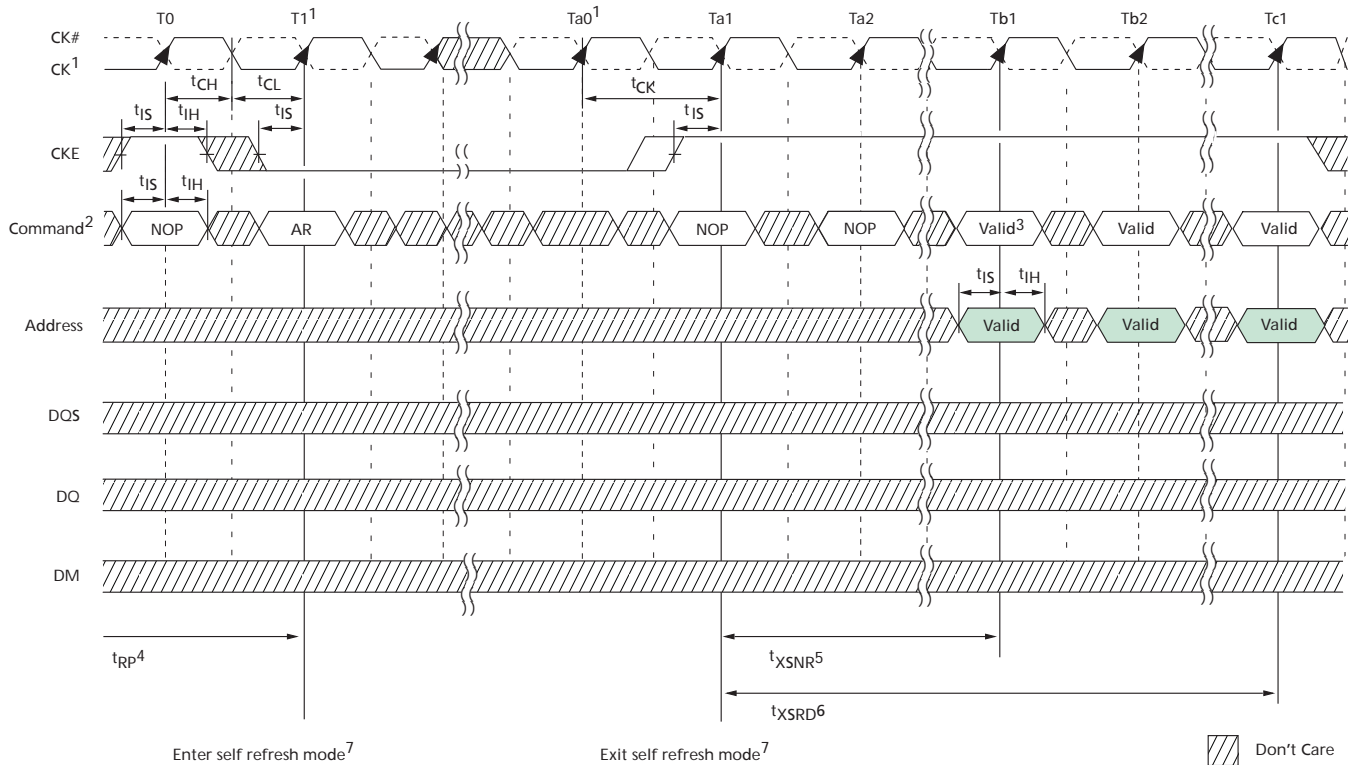 T0 T1¹ Ta0¹ Ta1 Ta2 Tb1 Tb2 Tc1
CK#
CK¹
tCH tCL tCK
tIS tIH tIS tIS
CKE
tIS tIH
Command² NOP AR NOP NOP Valid³ Valid Valid
tIS tIH
Address Valid Valid Valid
DQS
DQ
DM
tRP⁴ tXSNR⁵
tXSRD⁶
Enter self refresh mode⁷ Exit self refresh mode⁷ Don't Care